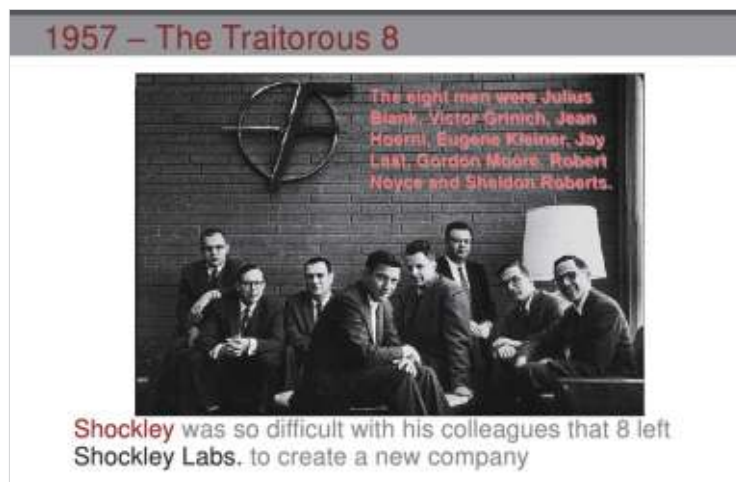 1957 – The Traitorous 8
The eight men were Julius
Blank, Victor Grinich, Jean
Hoerni, Eugene Kleiner, Jay
Last, Gordon Moore, Robert
Noyce and Sheldon Roberts.
Shockley was so difficult with his colleagues that 8 left
Shockley Labs. to create a new company